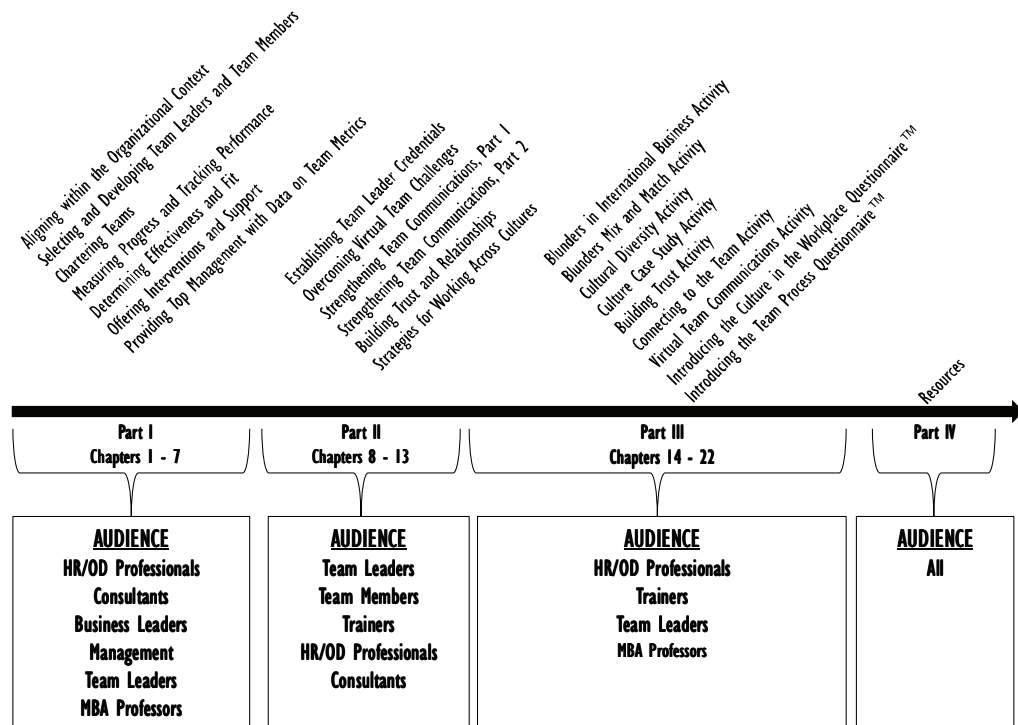 Aligning within the Organizational Context
Selecting and Developing Team Leaders and Team Members
Chartering Teams
Measuring Progress and Tracking Performance
Determining Effectiveness and Fit
Offering Interventions and Support
Providing Top Management with Data on Team Metrics
Establishing Team Leader Credentials
Overcoming Virtual Team Challenges
Strengthening Team Communications, Part 1
Strengthening Team Communications, Part 2
Building Trust and Relationships
Strategies for Working Across Cultures
Blunders in International Business Activity
Blunders Mix and Match Activity
Cultural Diversity Activity
Culture Case Study Activity
Building Trust Activity
Connecting to the Team Activity
Virtual Team Communications Activity
Introducing the Culture in the Workplace Questionnaire™
Introducing the Team Process Questionnaire™
Resources
Part I
Chapters 1 - 7
Part II
Chapters 8 - 13
Part III
Chapters 14 - 22
Part IV
AUDIENCE
HR/OD Professionals
Consultants
Business Leaders
Management
Team Leaders
MBA Professors
AUDIENCE
Team Leaders
Team Members
Trainers
HR/OD Professionals
Consultants
AUDIENCE
HR/OD Professionals
Trainers
Team Leaders
MBA Professors
AUDIENCE
All